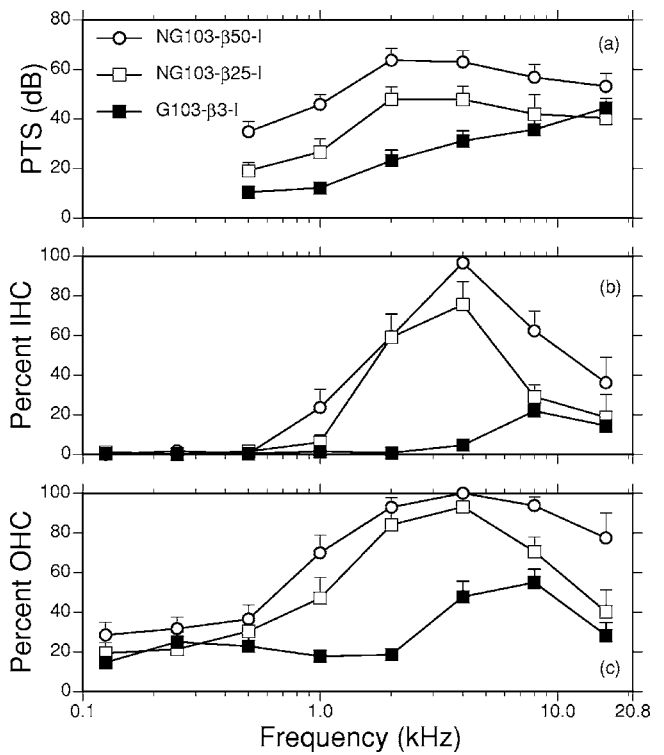 80
60
40
20
0
PTS (dB)
NG103-β50-I
NG103-β25-I
G103-β3-I
(a)
100
80
60
40
20
0
Percent IHC
(b)
100
80
60
40
20
0
Percent OHC
(c)
0.1 1.0 10.0 20.8
Frequency (kHz)